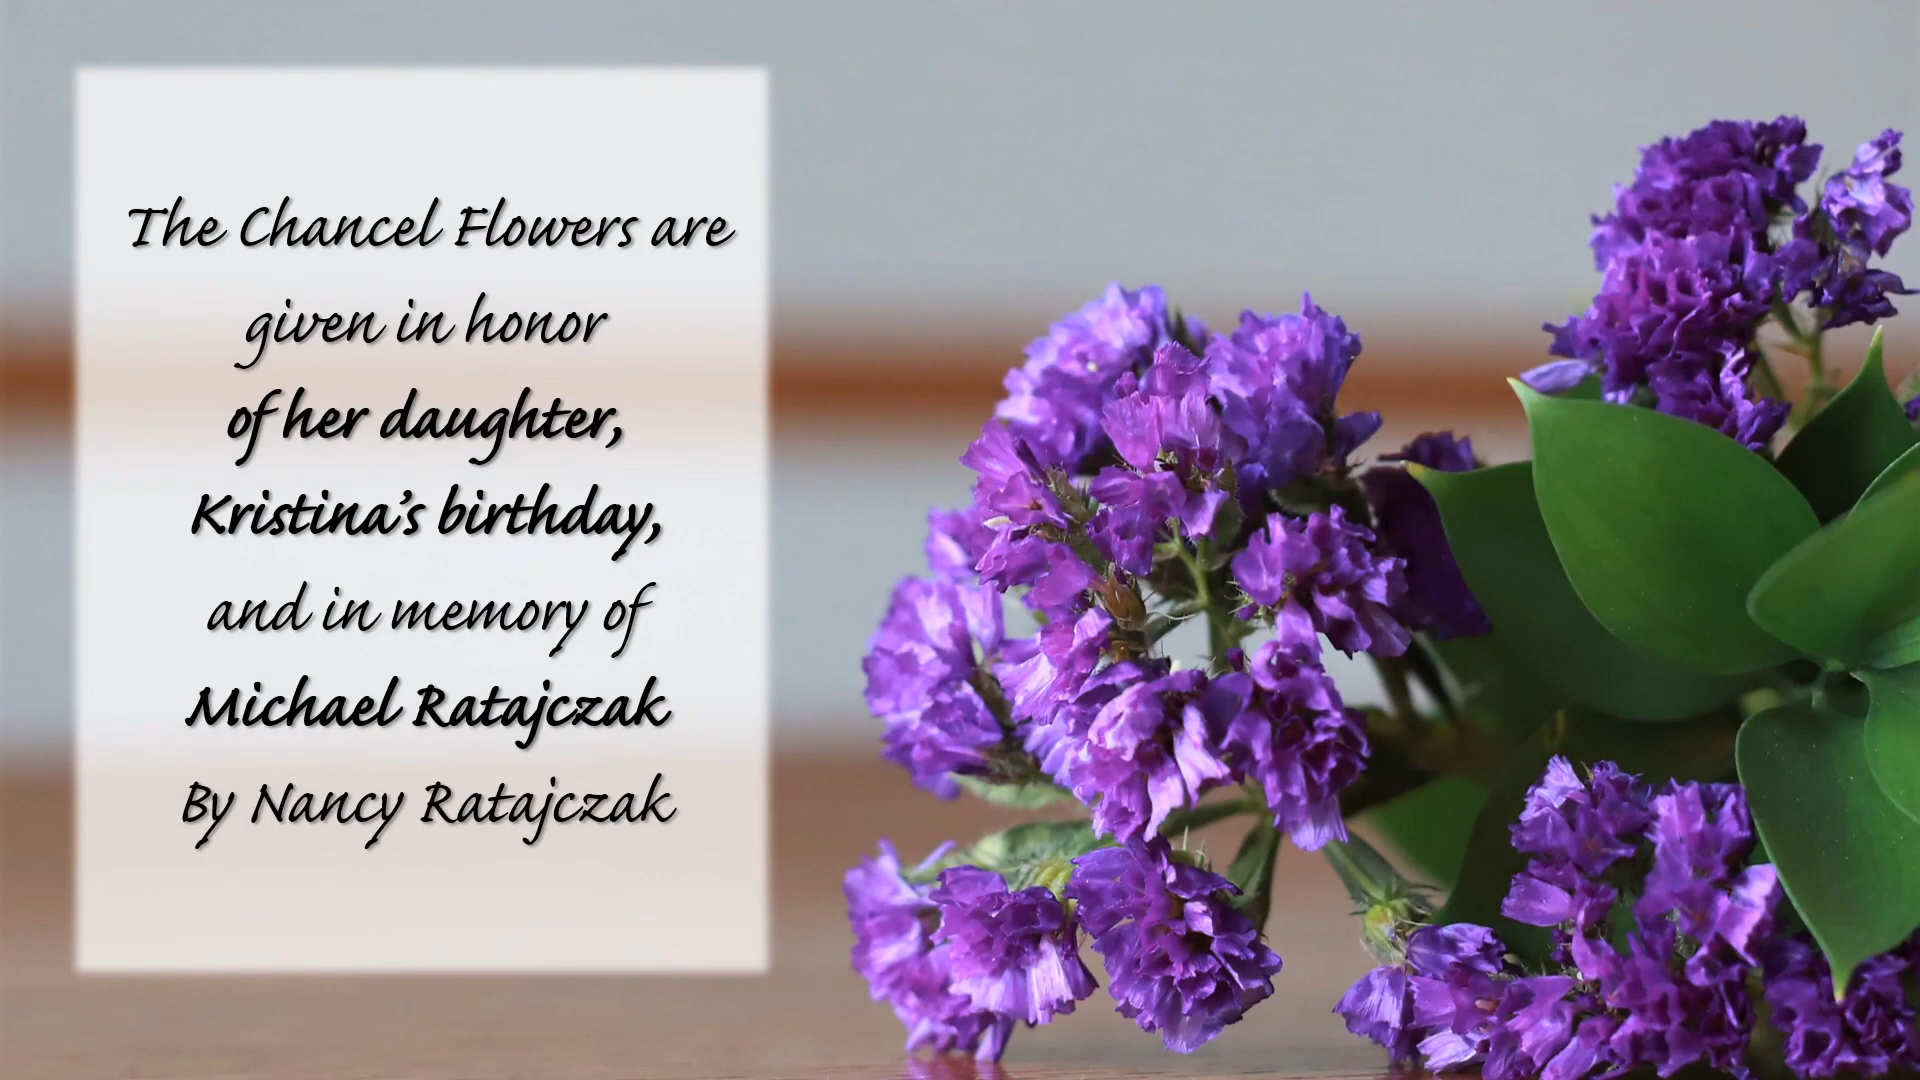 The Chancel Flowers are
given in honor
of her daughter,
Kristina’s birthday,
and in memory of
Michael Ratajczak
By Nancy Ratajczak